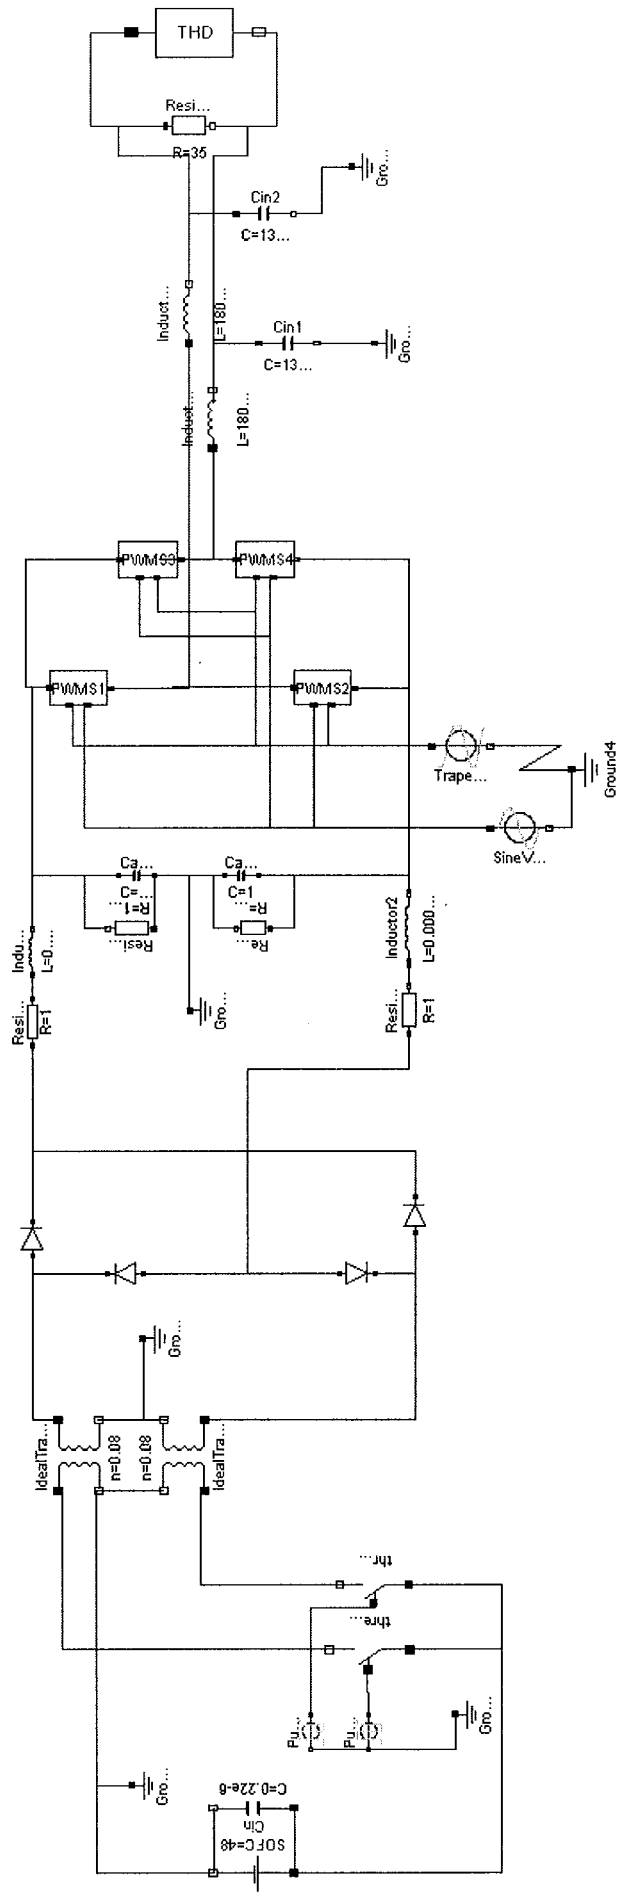 THD
Resi...
R=35
Gro...
Cin2
C=13...
Induct...
L=180...
Cin1
C=13...
Gro...
Induct...
L=180...
PWMS3
PWMS4
PWMS1
PWMS2
Trape...
Ground4
SineV...
Ca...
C=...
R=1...
Resi...
Ca...
C=1
R=...
Re...
Indu...
L=0....
Inductor2
L=0.000...
Gro...
Resi...
R=1
Resi...
R=1
Gro...
IdealTra...
n=0.08
n=0.08
IdealTra...
thr...
thre...
Pu...
Pu...
Gro...
Gro...
C=0.22e-6
Cin
SOFC=48